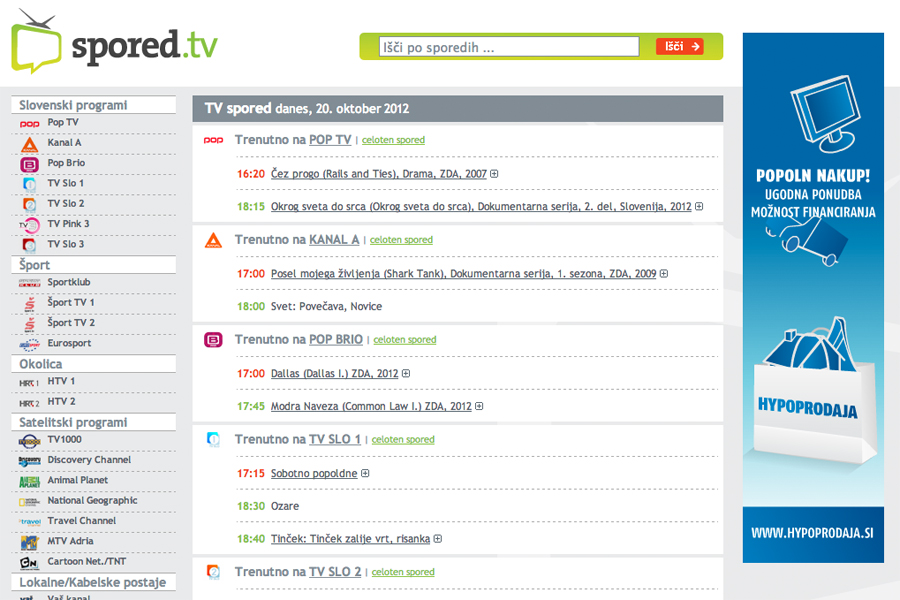 spored.tv
Išči po sporedih ...
Išči
Slovenski programi
Pop TV
Kanal A
Pop Brio
TV Slo 1
TV Slo 2
TV Pink 3
TV Slo 3
Šport
Sportklub
Šport TV 1
Šport TV 2
Eurosport
Okolica
HRT 1 HTV 1
HRT 2 HTV 2
Satelitski programi
TV1000
Discovery Channel
Animal Planet
National Geographic
Travel Channel
MTV Adria
Cartoon Net./TNT
Lokalne/Kabelske postaje
Vaš kanal
TV spored danes, 20. oktober 2012
pop Trenutno na POP TV | celoten spored
16:20 Čez progo (Rails and Ties), Drama, ZDA, 2007
18:15 Okrog sveta do srca (Okrog sveta do srca), Dokumentarna serija, 2. del, Slovenija, 2012
Trenutno na KANAL A | celoten spored
17:00 Posel mojega življenja (Shark Tank), Dokumentarna serija, 1. sezona, ZDA, 2009
18:00 Svet: Povečava, Novice
Trenutno na POP BRIO | celoten spored
17:00 Dallas (Dallas I.) ZDA, 2012
17:45 Modra Naveza (Common Law I.) ZDA, 2012
Trenutno na TV SLO 1 | celoten spored
17:15 Sobotno popoldne
18:30 Ozare
18:40 Tinček: Tinček zalije vrt, risanka
Trenutno na TV SLO 2 | celoten spored
POPOLN NAKUP!
UGODNA PONUDBA
MOŽNOST FINANCIRANJA
HYPOPRODAJA
WWW.HYPOPRODAJA.SI